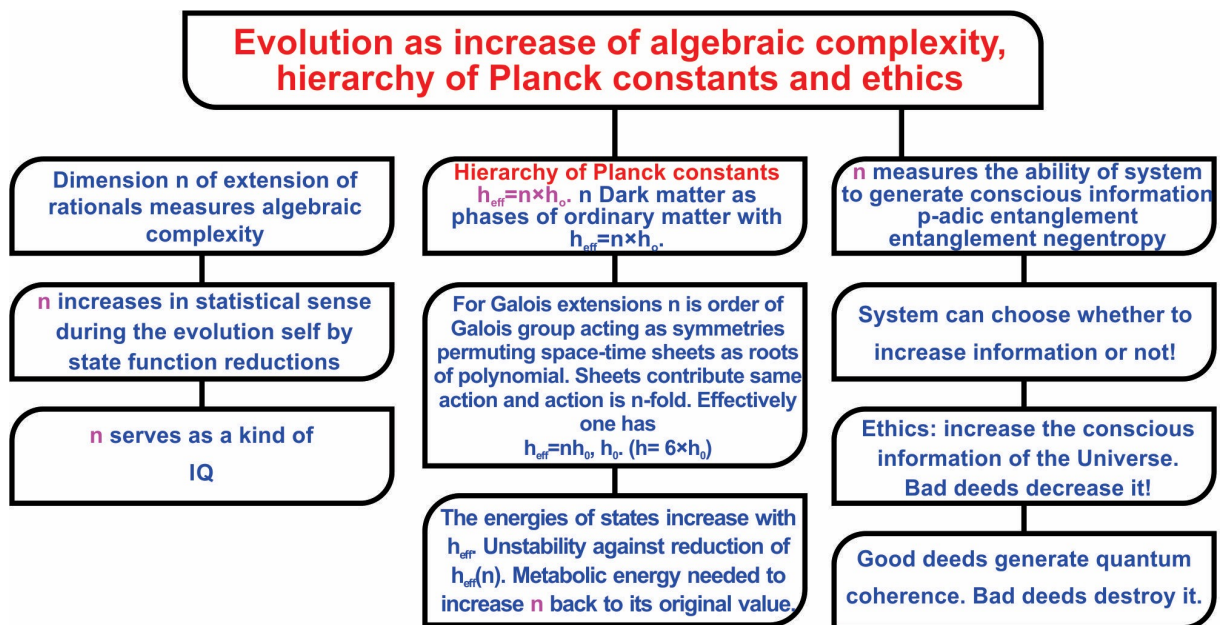 Evolution as increase of algebraic complexity,
hierarchy of Planck constants and ethics
Dimension n of extension of
rationals measures algebraic
complexity
n increases in statistical sense
during the evolution self by
state function reductions
n serves as a kind of
IQ
Hierarchy of Planck constants
h_eff=n×h_o. n Dark matter as
phases of ordinary matter with
h_eff=n×h_o.
For Galois extensions n is order of
Galois group acting as symmetries
permuting space-time sheets as roots
of polynomial. Sheets contribute same
action and action is n-fold. Effectively
one has
h_eff=nh₀, h₀. (h= 6×h₀)
The energies of states increase with
h_eff. Unstability against reduction of
h_eff(n). Metabolic energy needed to
increase n back to its original value.
n measures the ability of system
to generate conscious information
p-adic entanglement
entanglement negentropy
System can choose whether to
increase information or not!
Ethics: increase the conscious
information of the Universe.
Bad deeds decrease it!
Good deeds generate quantum
coherence. Bad deeds destroy it.